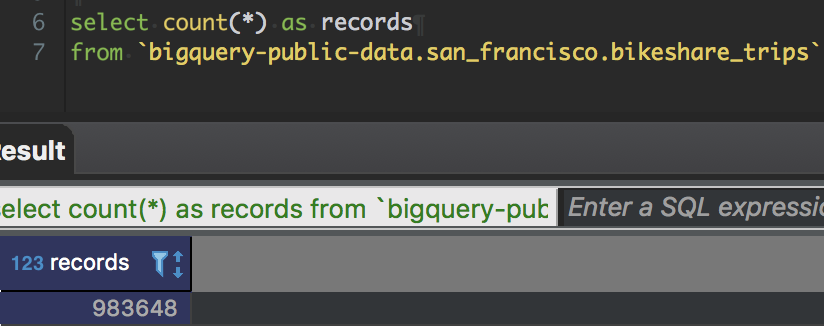 6 select count(*) as records¶
7 from `bigquery-public-data.san_francisco.bikeshare_trips`
esult
elect count(*) as records from `bigquery-pub
Enter a SQL expressio
123 records
983648